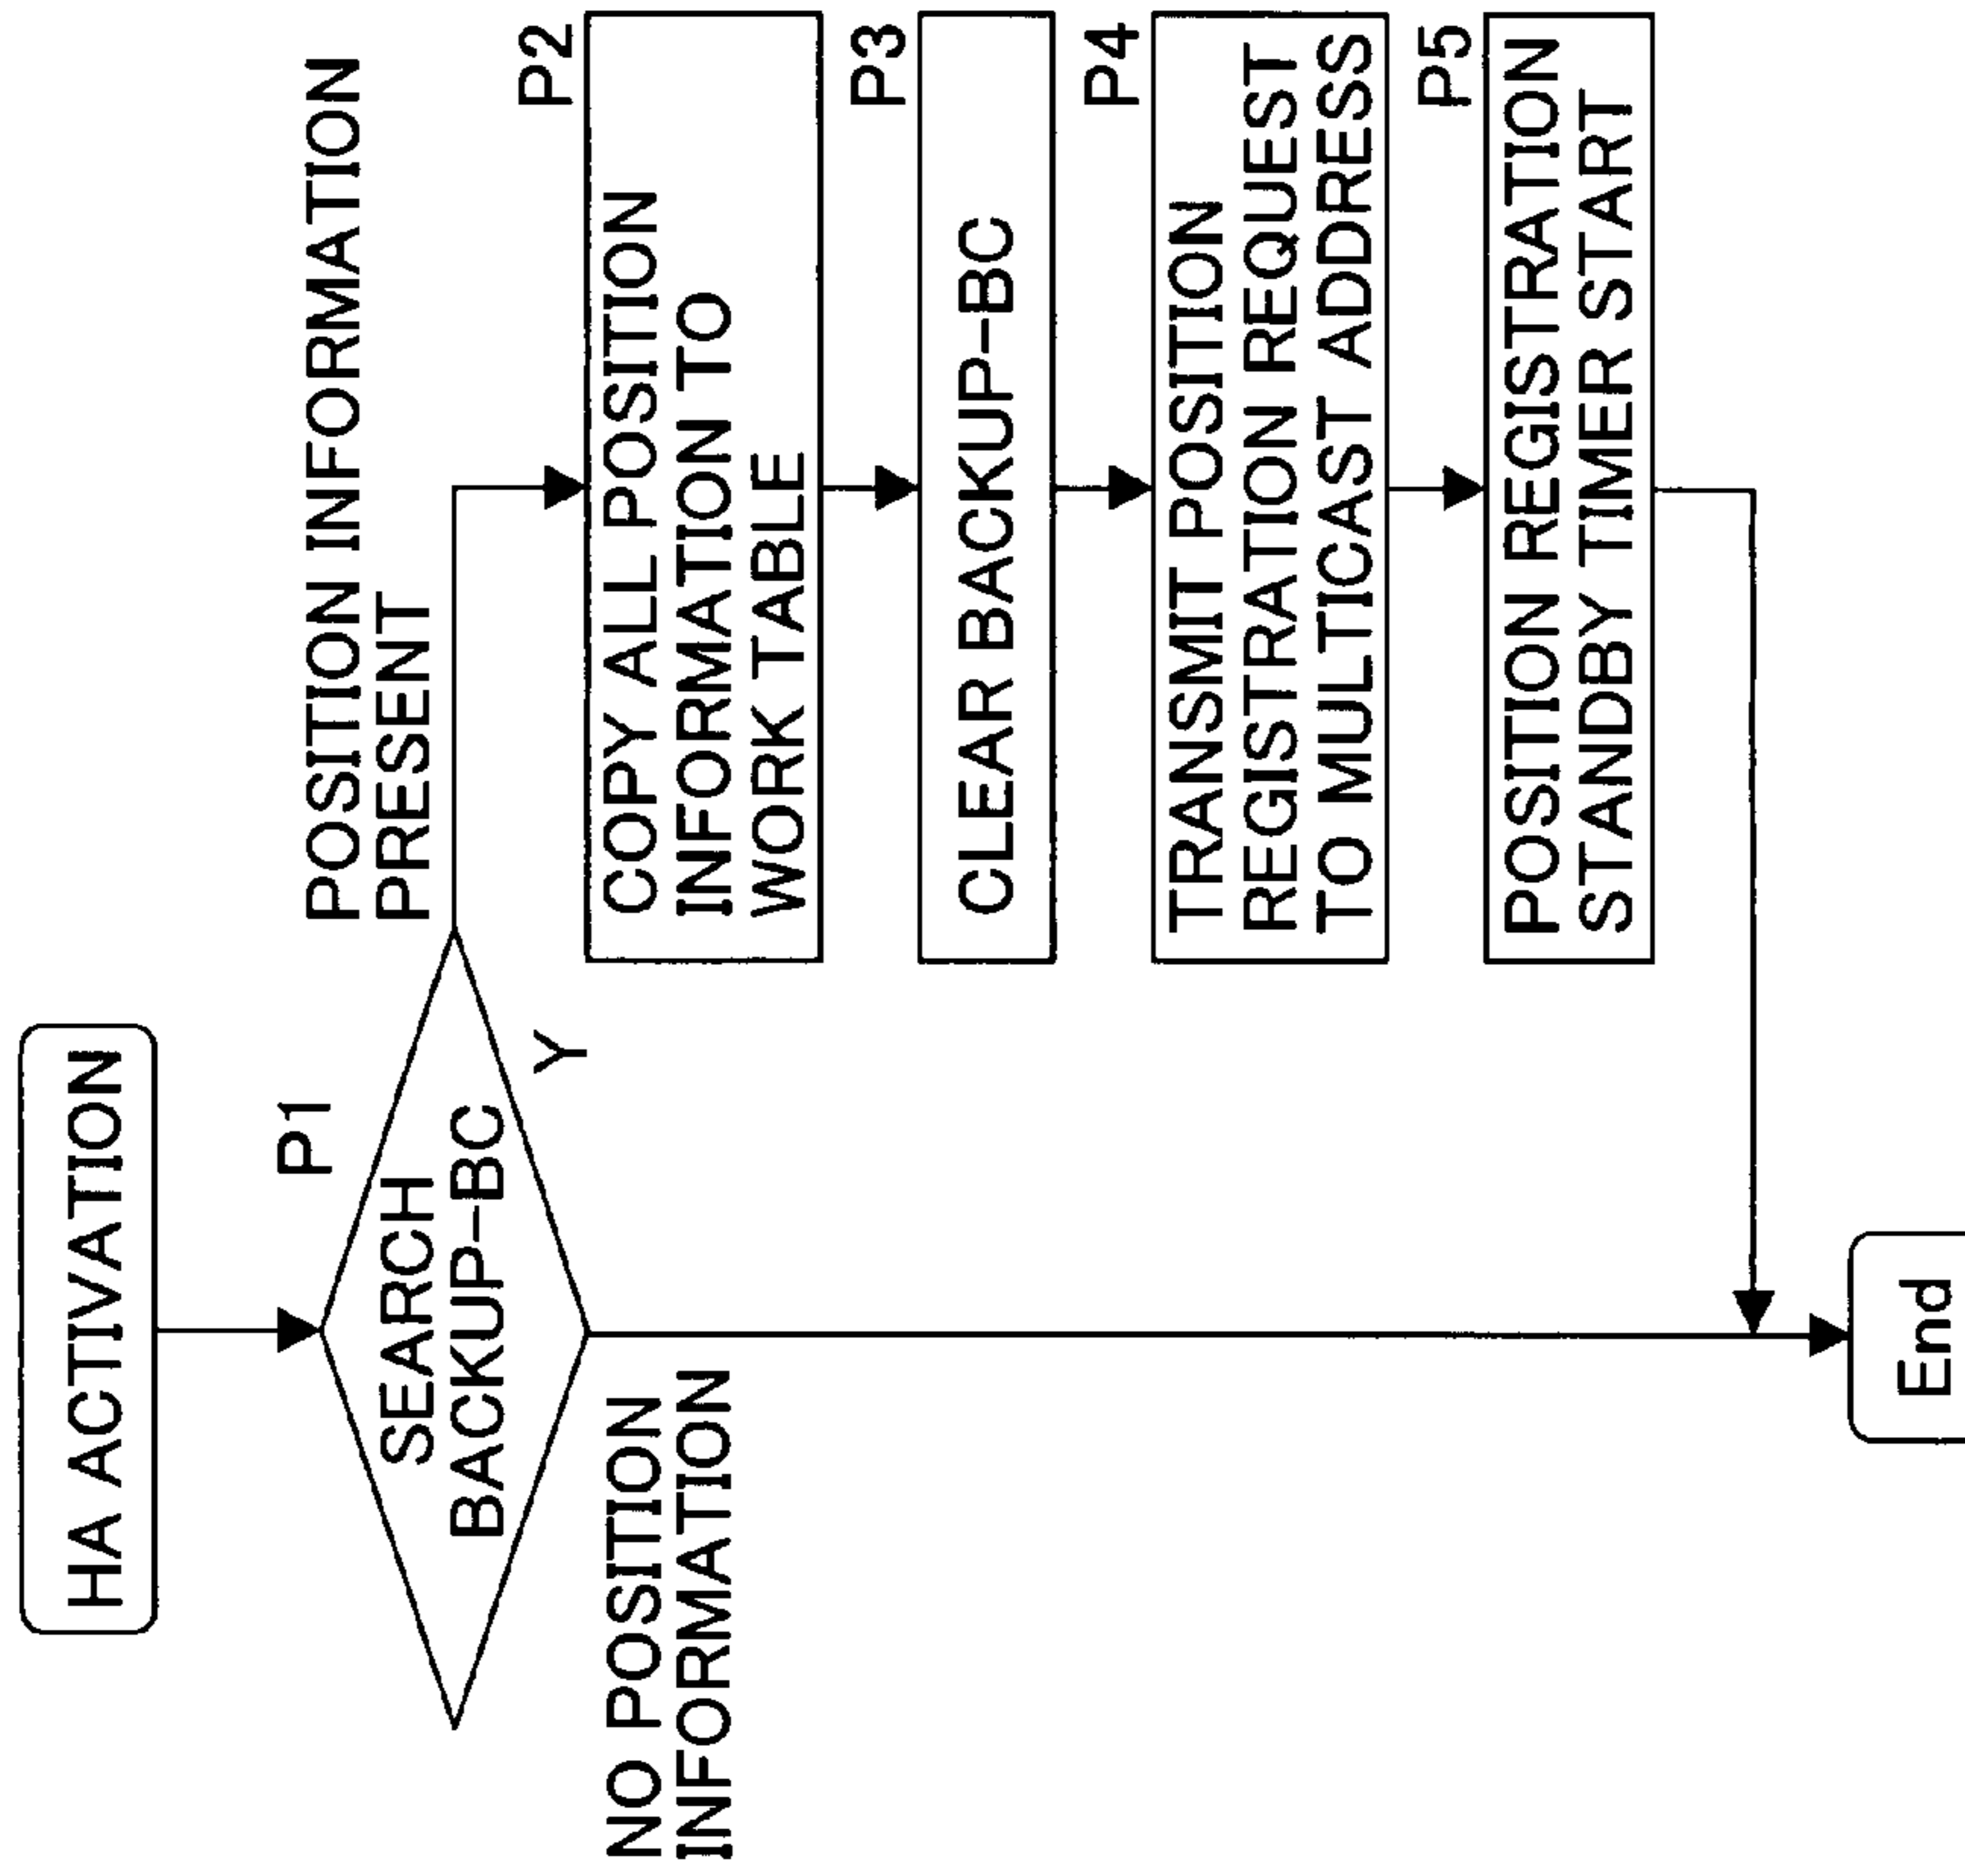 HA ACTIVATION
P1
SEARCH
BACKUP-BC
Y
POSITION INFORMATION
PRESENT
NO POSITION
INFORMATION
P2
COPY ALL POSITION
INFORMATION TO
WORK TABLE
P3
CLEAR BACKUP-BC
P4
TRANSMIT POSITION
REGISTRATION REQUEST
TO MULTICAST ADDRESS
P5
POSITION REGISTRATION
STANDBY TIMER START
End